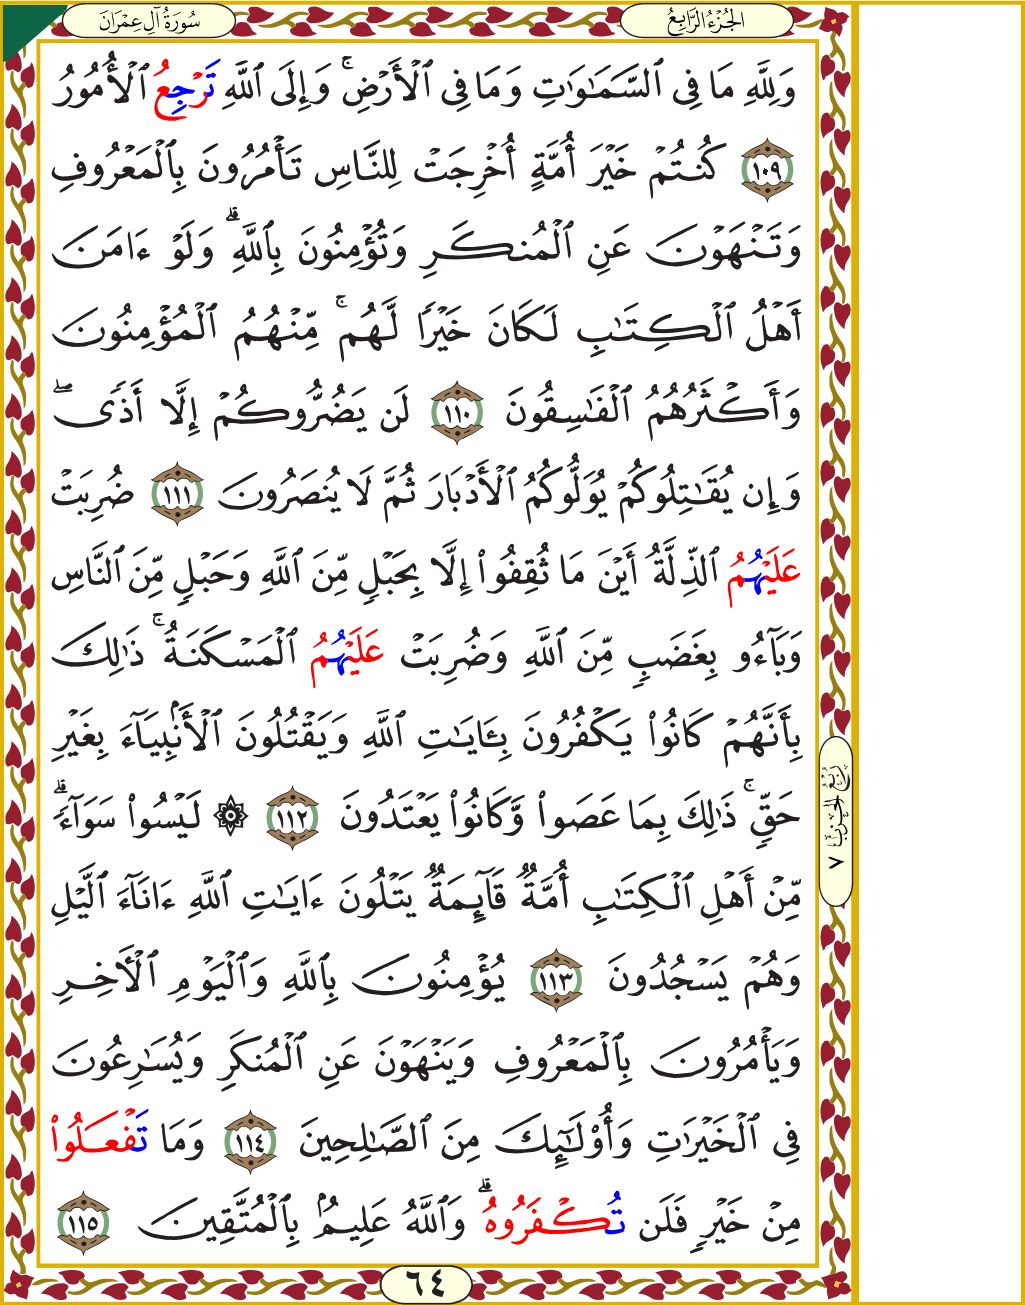 سُورَةُ آلِ عِمْرَانَ
الجُزْءُ الرَّابِعُ
وَلِلَّهِ مَا فِي ٱلسَّمَٰوَٰتِ وَمَا فِي ٱلْأَرْضِۚ وَإِلَى ٱللَّهِ تَرْجِعُ ٱلْأُمُورُ
١٠٩ كُنتُمْ خَيْرَ أُمَّةٍ أُخْرِجَتْ لِلنَّاسِ تَأْمُرُونَ بِٱلْمَعْرُوفِ
وَتَنْهَوْنَ عَنِ ٱلْمُنكَرِ وَتُؤْمِنُونَ بِٱللَّهِۗ وَلَوْ ءَامَنَ
أَهْلُ ٱلْكِتَٰبِ لَكَانَ خَيْرًا لَّهُمۚ مِّنْهُمُ ٱلْمُؤْمِنُونَ
وَأَكْثَرُهُمُ ٱلْفَٰسِقُونَ ١١٠ لَن يَضُرُّوكُمْ إِلَّا أَذًىۖ
وَإِن يُقَٰتِلُوكُمْ يُوَلُّوكُمُ ٱلْأَدْبَارَ ثُمَّ لَا يُنصَرُونَ ١١١ ضُرِبَتْ
عَلَيْهُمُ ٱلذِّلَّةُ أَيْنَ مَا ثُقِفُوا۟ إِلَّا بِحَبْلٍ مِّنَ ٱللَّهِ وَحَبْلٍ مِّنَ ٱلنَّاسِ
وَبَآءُو بِغَضَبٍ مِّنَ ٱللَّهِ وَضُرِبَتْ عَلَيْهُمُ ٱلْمَسْكَنَةُۚ ذَٰلِكَ
بِأَنَّهُمْ كَانُوا۟ يَكْفُرُونَ بِـَٔايَٰتِ ٱللَّهِ وَيَقْتُلُونَ ٱلْأَنۢبِيَآءَ بِغَيْرِ
حَقٍّۚ ذَٰلِكَ بِمَا عَصَوا۟ وَّكَانُوا۟ يَعْتَدُونَ ١١٢ ۞ لَيْسُوا۟ سَوَآءًۗ
مِّنْ أَهْلِ ٱلْكِتَٰبِ أُمَّةٌ قَآئِمَةٌ يَتْلُونَ ءَايَٰتِ ٱللَّهِ ءَانَآءَ ٱلَّيْلِ
وَهُمْ يَسْجُدُونَ ١١٣ يُؤْمِنُونَ بِٱللَّهِ وَٱلْيَوْمِ ٱلْأٓخِرِ
وَيَأْمُرُونَ بِٱلْمَعْرُوفِ وَيَنْهَوْنَ عَنِ ٱلْمُنكَرِ وَيُسَٰرِعُونَ
فِي ٱلْخَيْرَٰتِ وَأُو۟لَٰٓئِكَ مِنَ ٱلصَّٰلِحِينَ ١١٤ وَمَا تَفْعَلُوا۟
مِنْ خَيْرٍ فَلَن تُكْفَرُوهُۗ وَٱللَّهُ عَلِيمٌۢ بِٱلْمُتَّقِينَ ١١٥
رُبْعُ الحِزْبِ ٧
٦٤